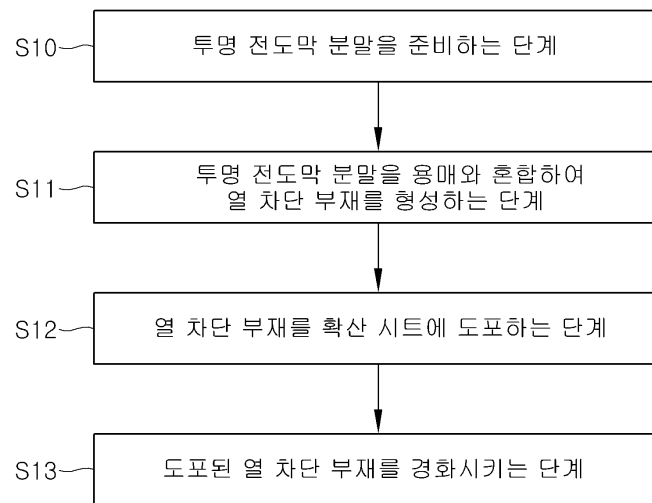 S10
투명 전도막 분말을 준비하는 단계
S11
투명 전도막 분말을 용매와 혼합하여
열 차단 부재를 형성하는 단계
S12
열 차단 부재를 확산 시트에 도포하는 단계
S13
도포된 열 차단 부재를 경화시키는 단계